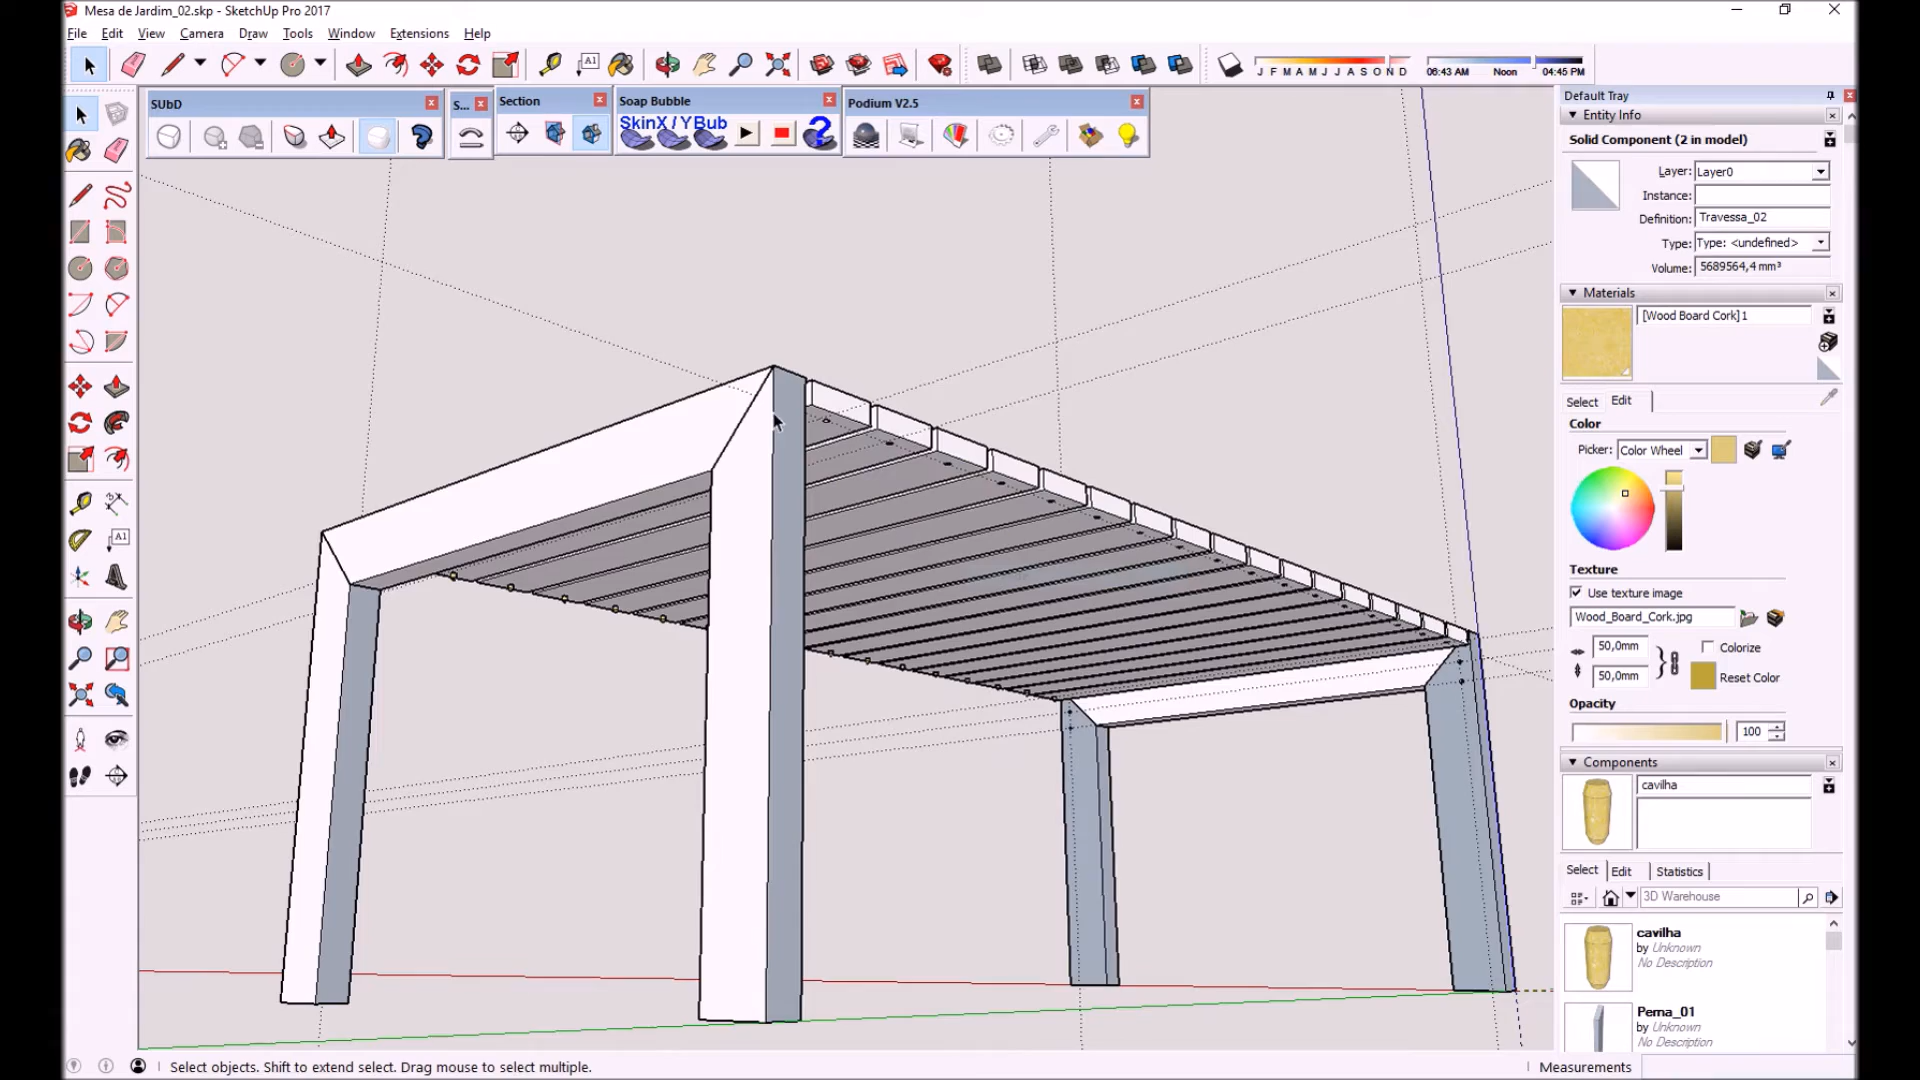 Mesa de Jardim_02.skp - SketchUp Pro 2017
File Edit View Camera Draw Tools Window Extensions Help
A1
J F M A M J J A S O N D
06:43 AM Noon 04:45 PM
SUbD
S...
Section
Soap Bubble
Podium V2.5
SkinX / YBub
Default Tray
Entity Info
Solid Component (2 in model)
Layer: Layer0
Instance:
Definition: Travessa_02
Type: Type: <undefined>
Volume: 5689564,4 mm³
Materials
[Wood Board Cork]1
Select Edit
Color
Picker: Color Wheel
Texture
Use texture image
Wood_Board_Cork.jpg
50,0mm
Colorize
50,0mm
Reset Color
Opacity
100
Components
cavilha
Select Edit Statistics
3D Warehouse
cavilha
by Unknown
No Description
Perna_01
by Unknown
No Description
A1
Select objects. Shift to extend select. Drag mouse to select multiple.
Measurements